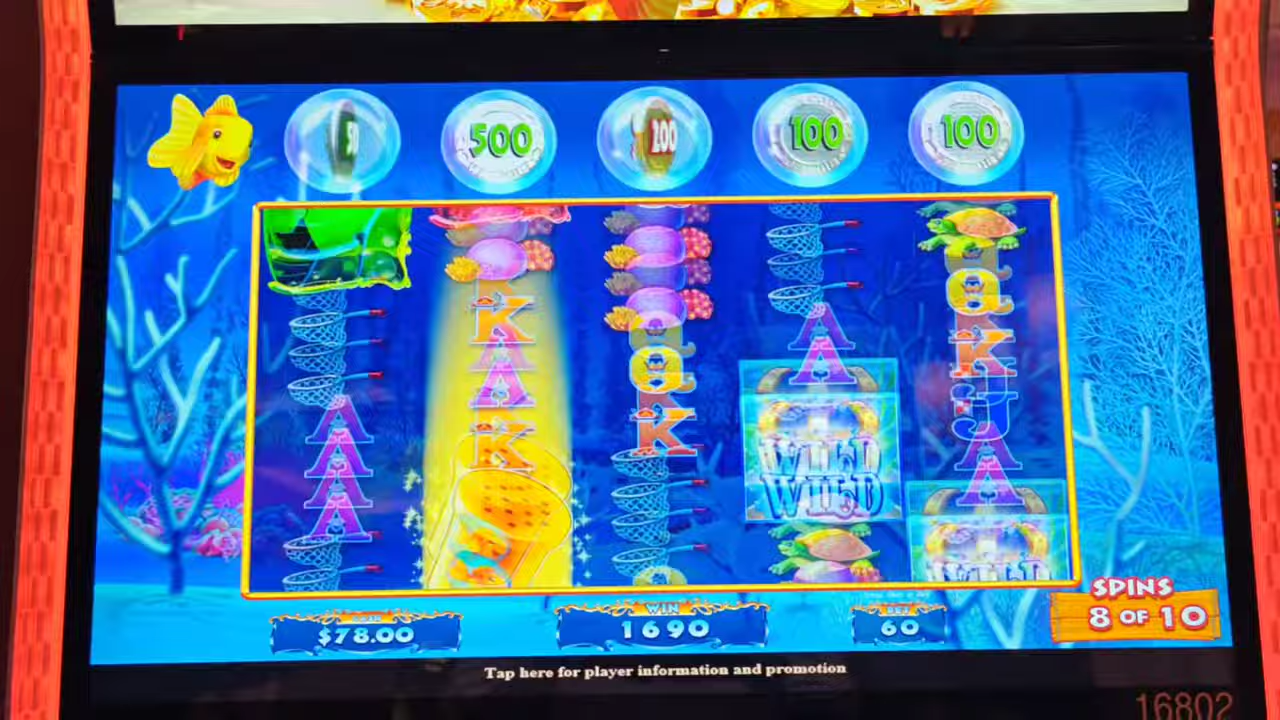 500
200
100
100
K
A
A
K
A
K
Q
K
J
A
Q
K
A
A
A
A
WILD
WILD
SPINS
8 OF 10
$78.00
WIN
1690
BET
60
Tap here for player information and promotion
16802